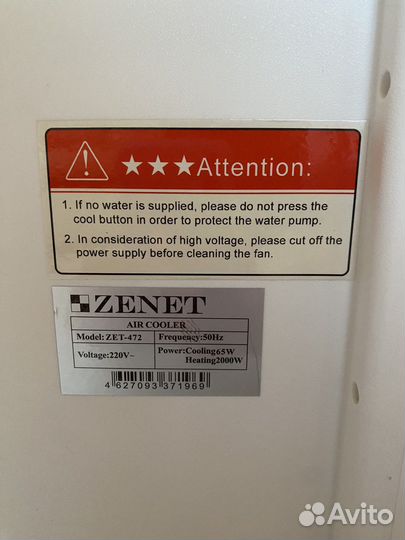 ★★★Attention:
1. If no water is supplied, please do not press the
cool button in order to protect the water pump.
2. In consideration of high voltage, please cut off the
power supply before cleaning the fan.
ZENET
AIR COOLER
Model:ZET-472 Frequency:50Hz
Voltage:220V~ Power:Cooling65W
Heating2000W
4 627093 371969
Avito